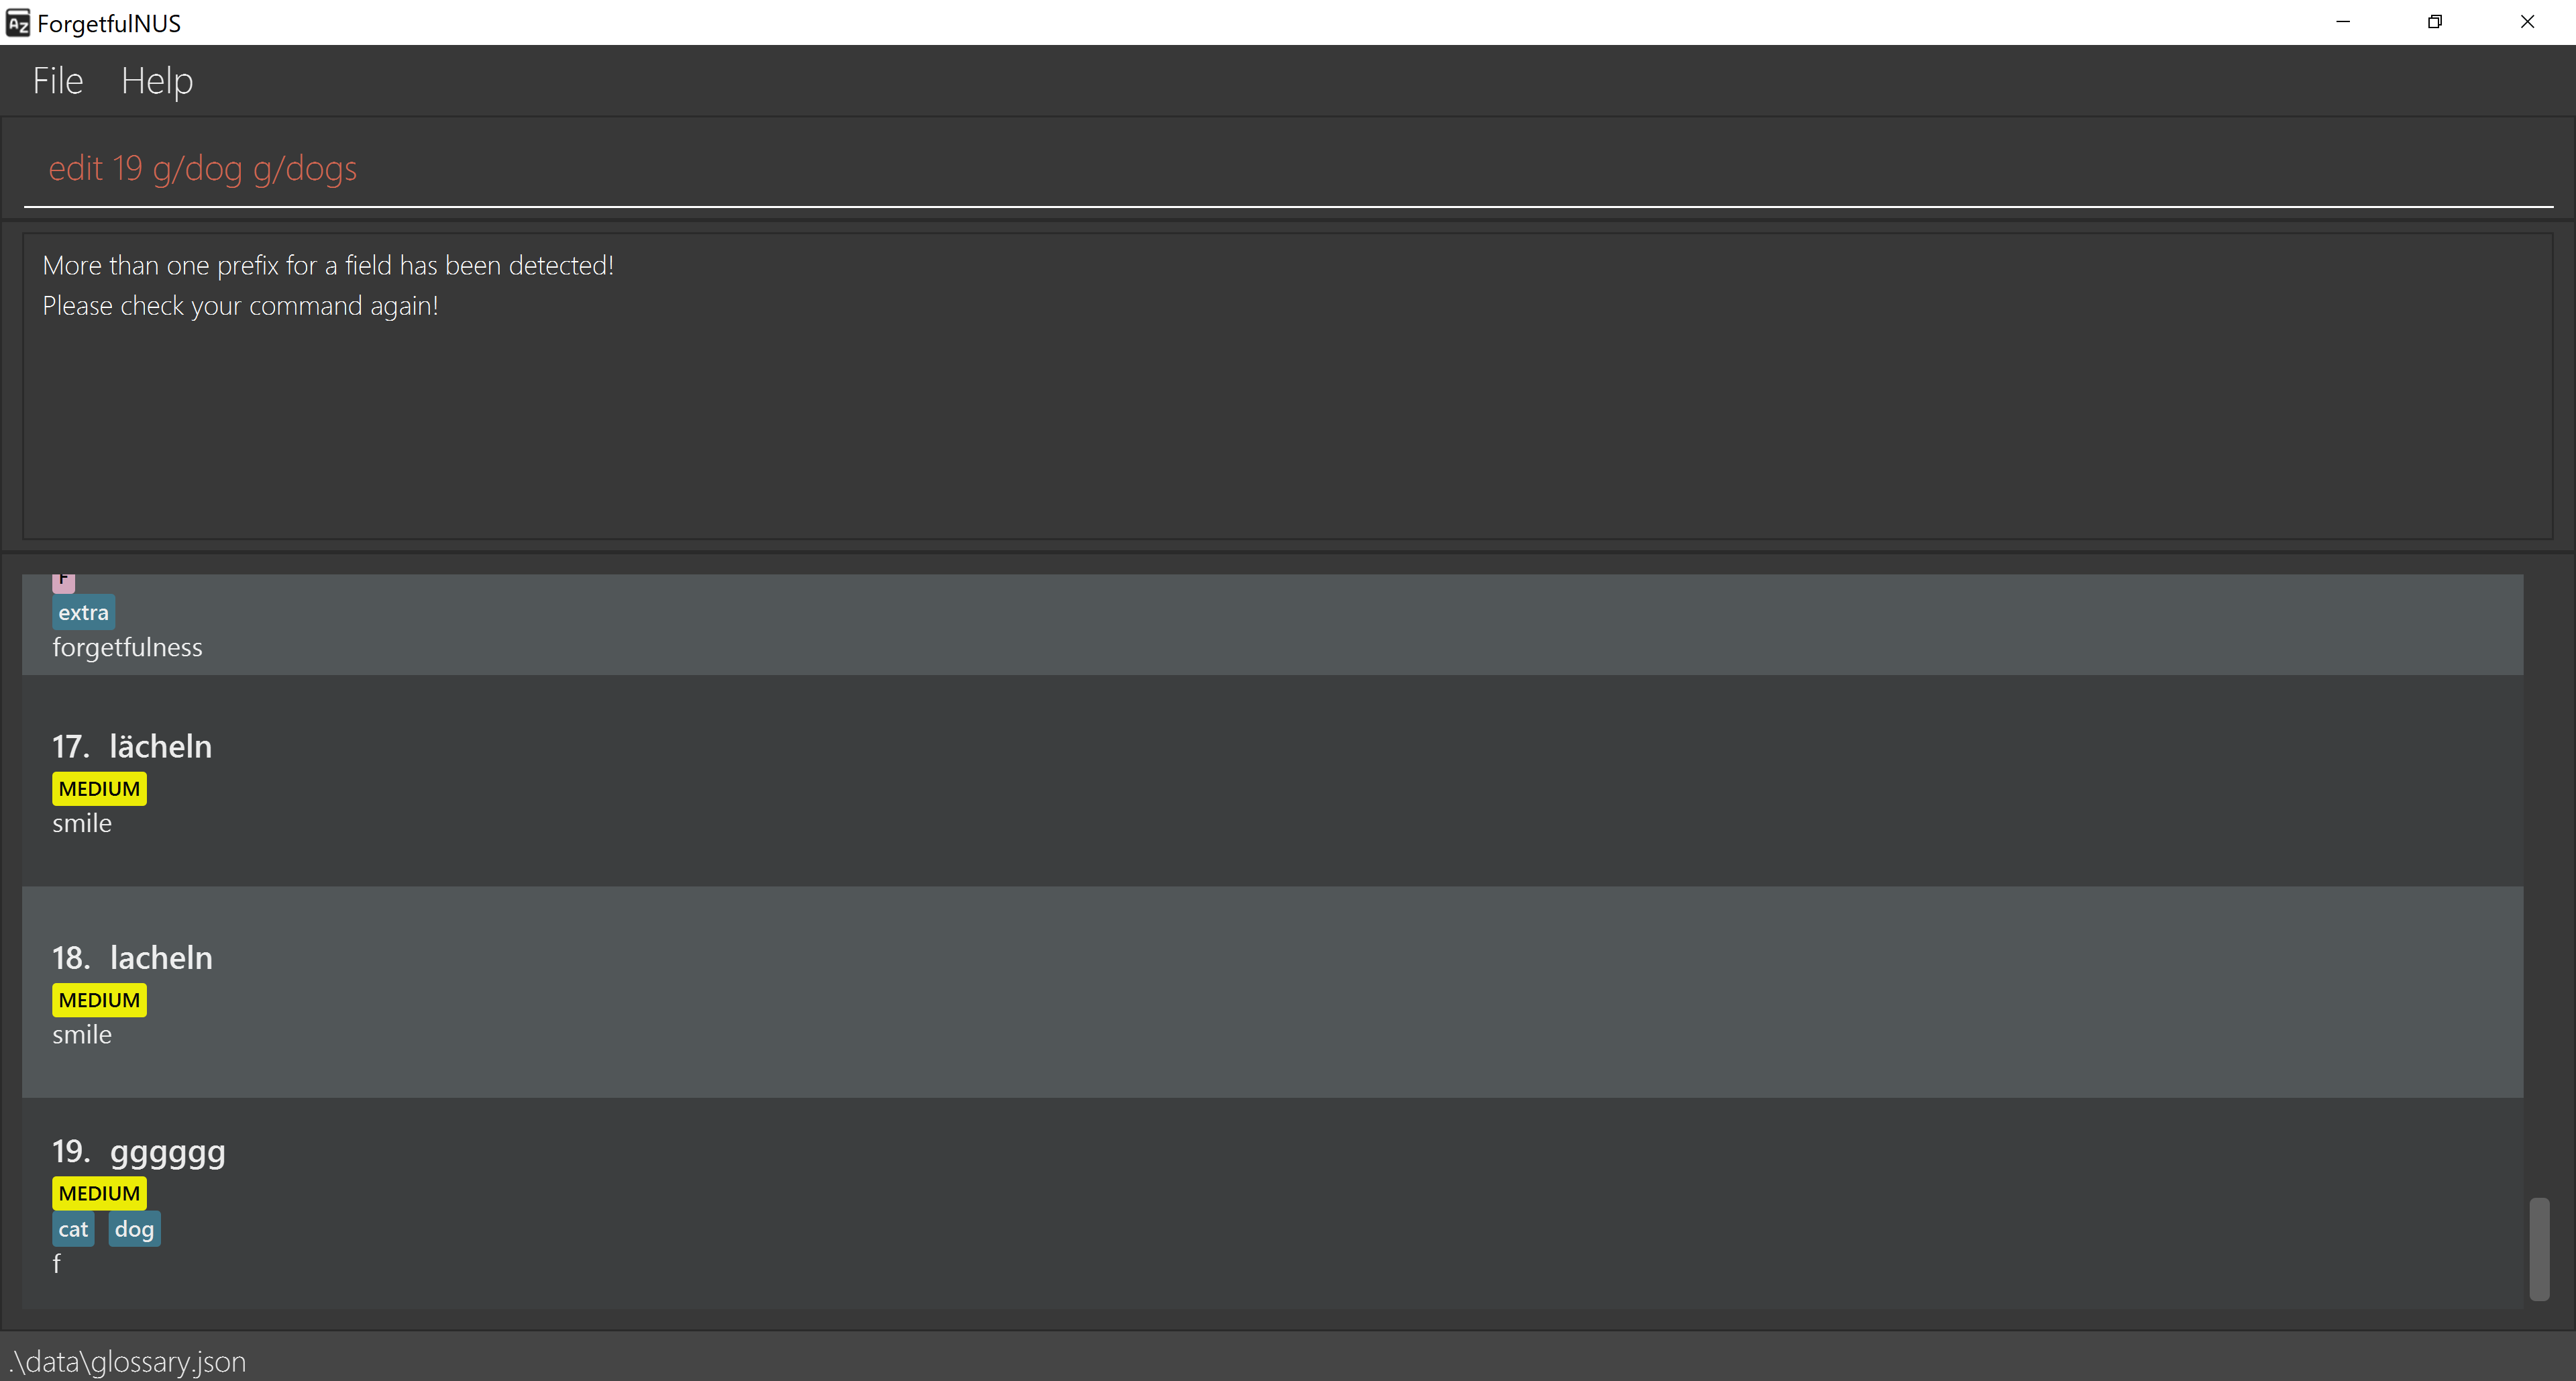 ForgetfulNUS
File Help
edit 19 g/dog g/dogs
More than one prefix for a field has been detected!
Please check your command again!
F
extra
forgetfulness
17. lächeln
MEDIUM
smile
18. lacheln
MEDIUM
smile
19. gggggg
MEDIUM
cat dog
f
.\data\glossary.json